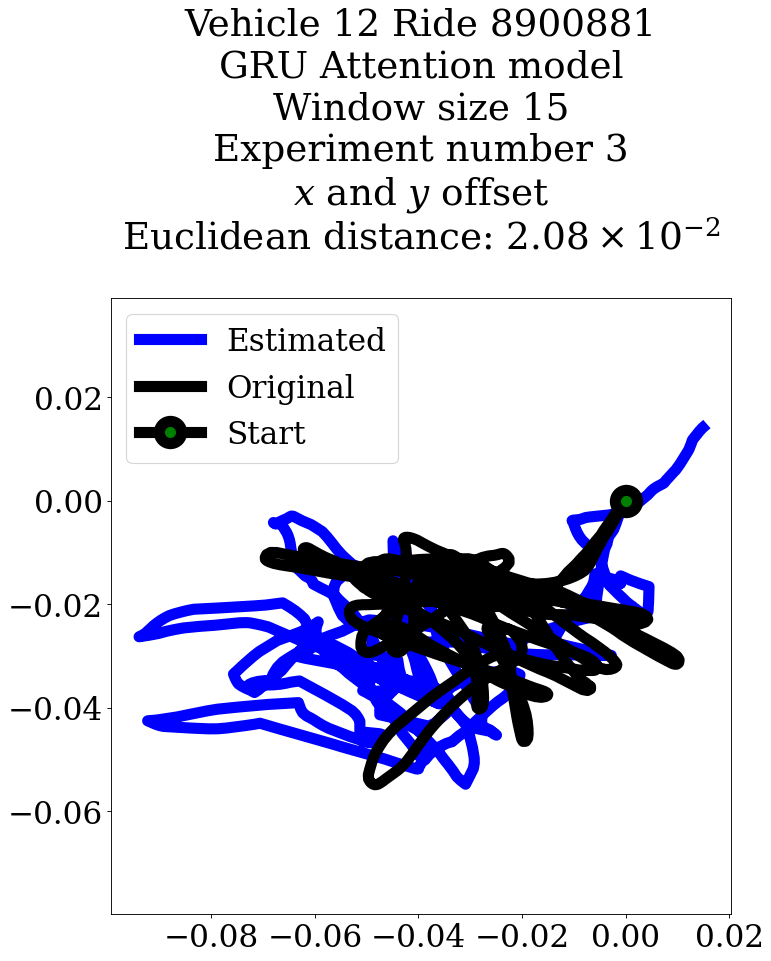 Vehicle 12 Ride 8900881
GRU Attention model
Window size 15
Experiment number 3
x and y offset
Euclidean distance: 2.08 × 10⁻²
Estimated
Original
Start
0.02
0.00
−0.02
−0.04
−0.06
−0.08 −0.06 −0.04 −0.02 0.00 0.02